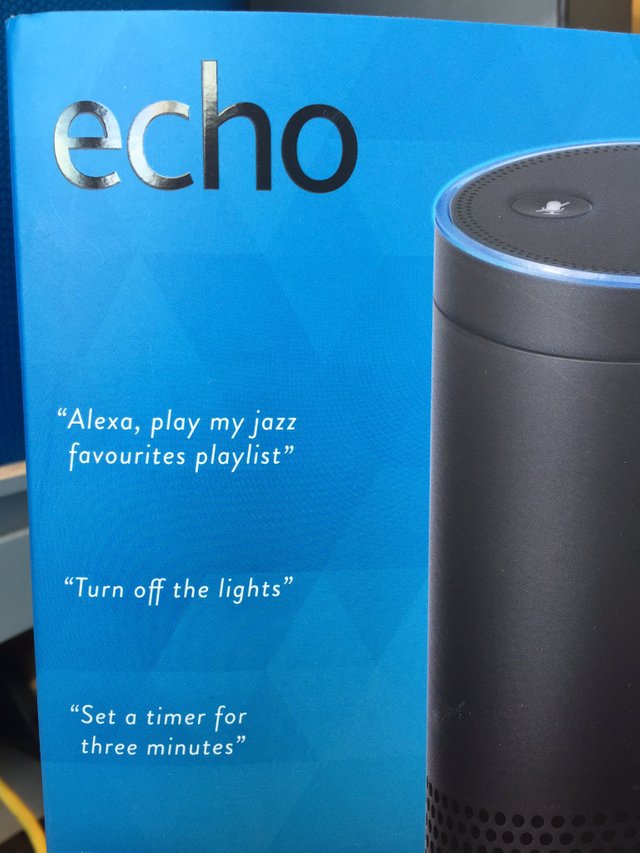 echo
“Alexa, play my jazz
favourites playlist”
“Turn off the lights”
“Set a timer for
three minutes”